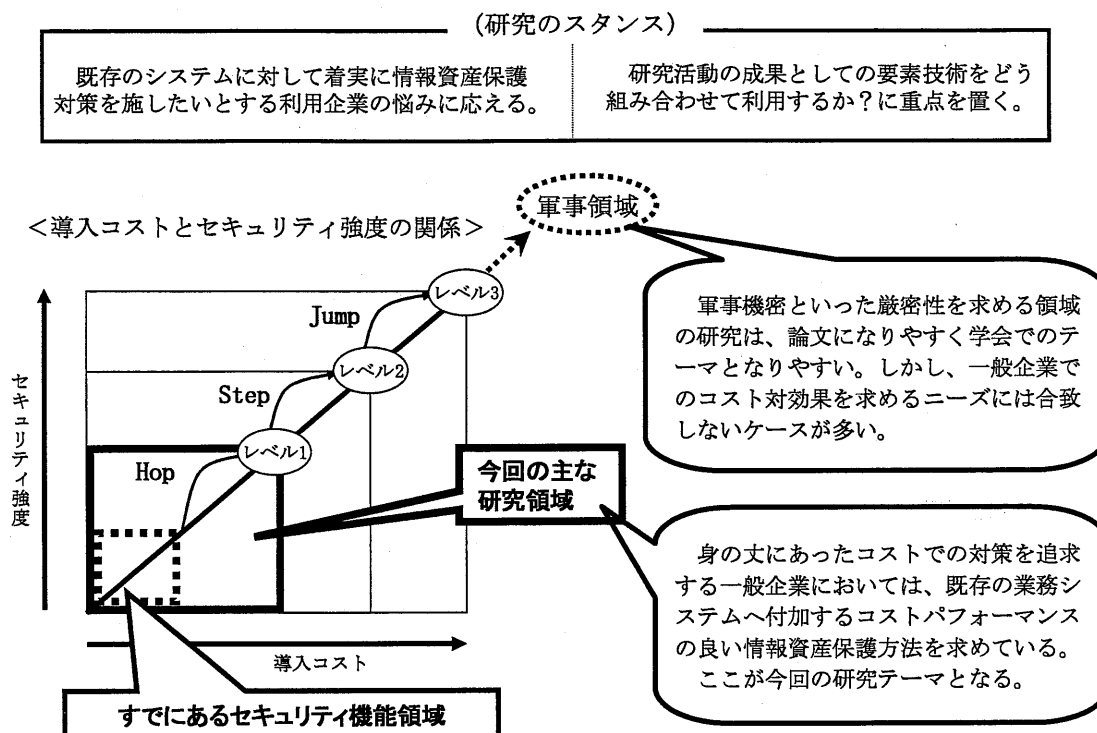 (研究のスタンス)
既存のシステムに対して着実に情報資産保護
対策を施したいとする利用企業の悩みに応える。
研究活動の成果としての要素技術をどう
組み合わせて利用するか？に重点を置く。
＜導入コストとセキュリティ強度の関係＞
軍事領域
レベル3
Jump
レベル2
Step
レベル1
Hop
セキュリティ強度
導入コスト
軍事機密といった厳密性を求める領域
の研究は、論文になりやすく学会でのテ
ーマとなりやすい。しかし、一般企業で
のコスト対効果を求めるニーズには合致
しないケースが多い。
今回の主な
研究領域
身の丈にあったコストでの対策を追求
する一般企業においては、既存の業務シ
ステムへ付加するコストパフォーマンス
の良い情報資産保護方法を求めている。
ここが今回の研究テーマとなる。
すでにあるセキュリティ機能領域